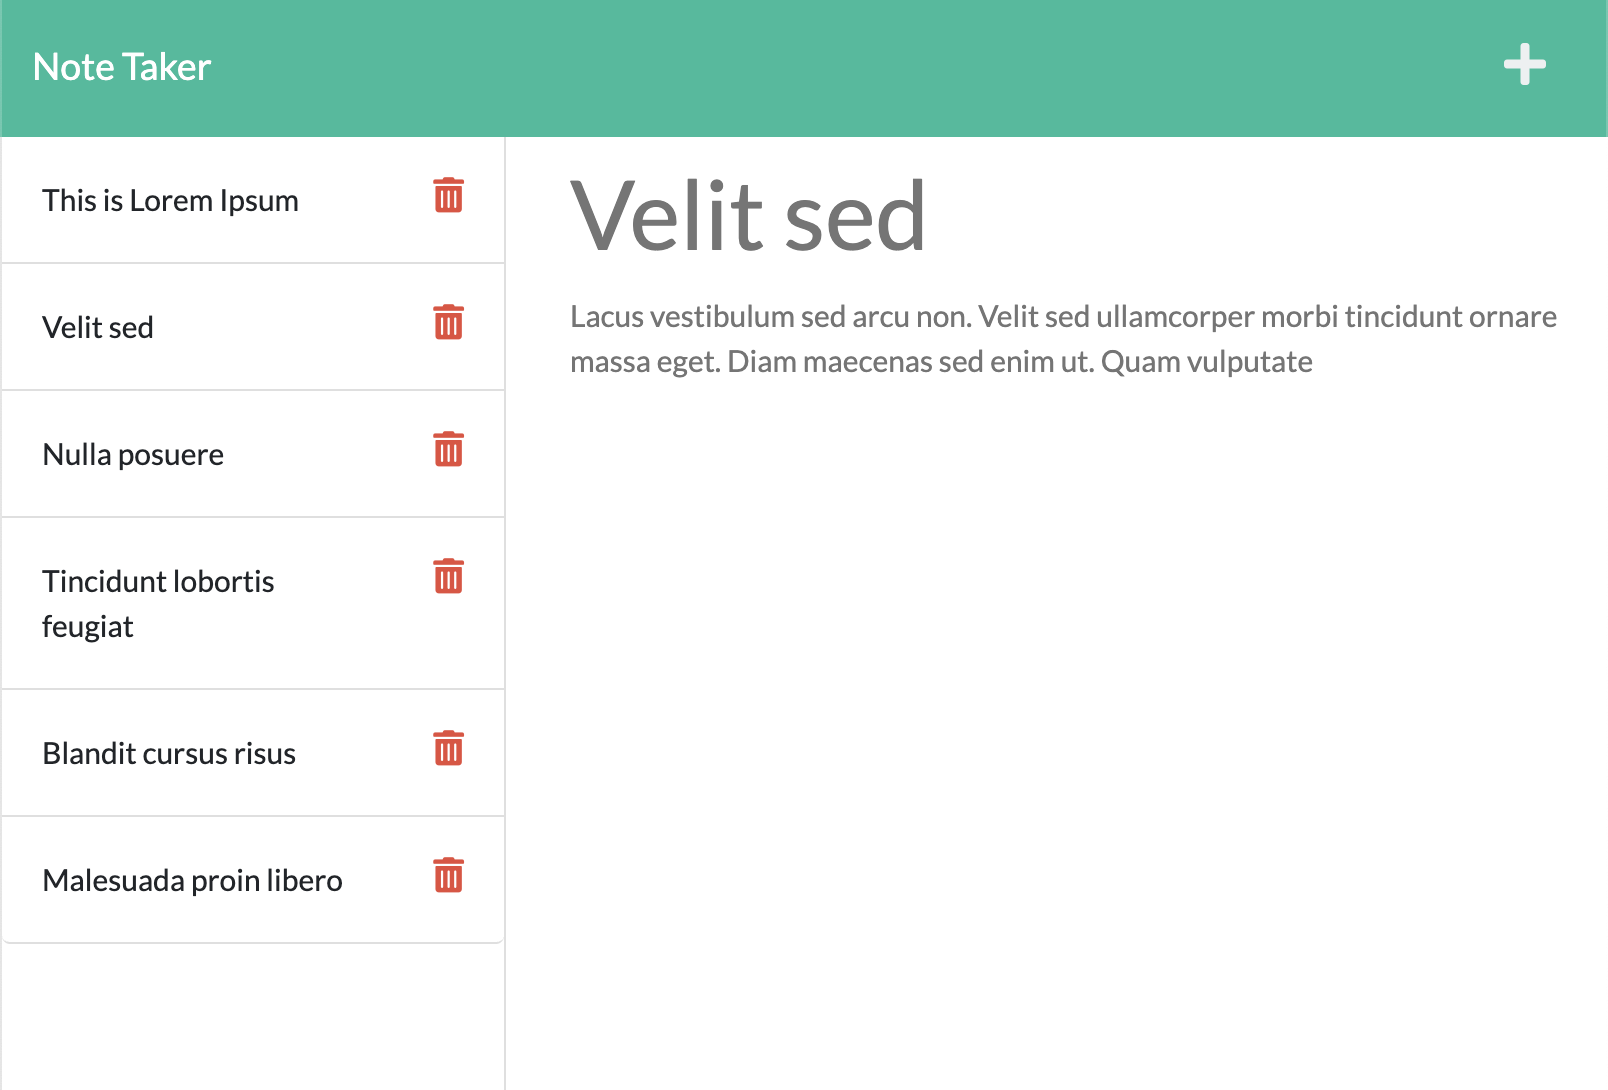 Note Taker
This is Lorem Ipsum
Velit sed
Nulla posuere
Tincidunt lobortis
feugiat
Blandit cursus risus
Malesuada proin libero
Velit sed
Lacus vestibulum sed arcu non. Velit sed ullamcorper morbi tincidunt ornare
massa eget. Diam maecenas sed enim ut. Quam vulputate